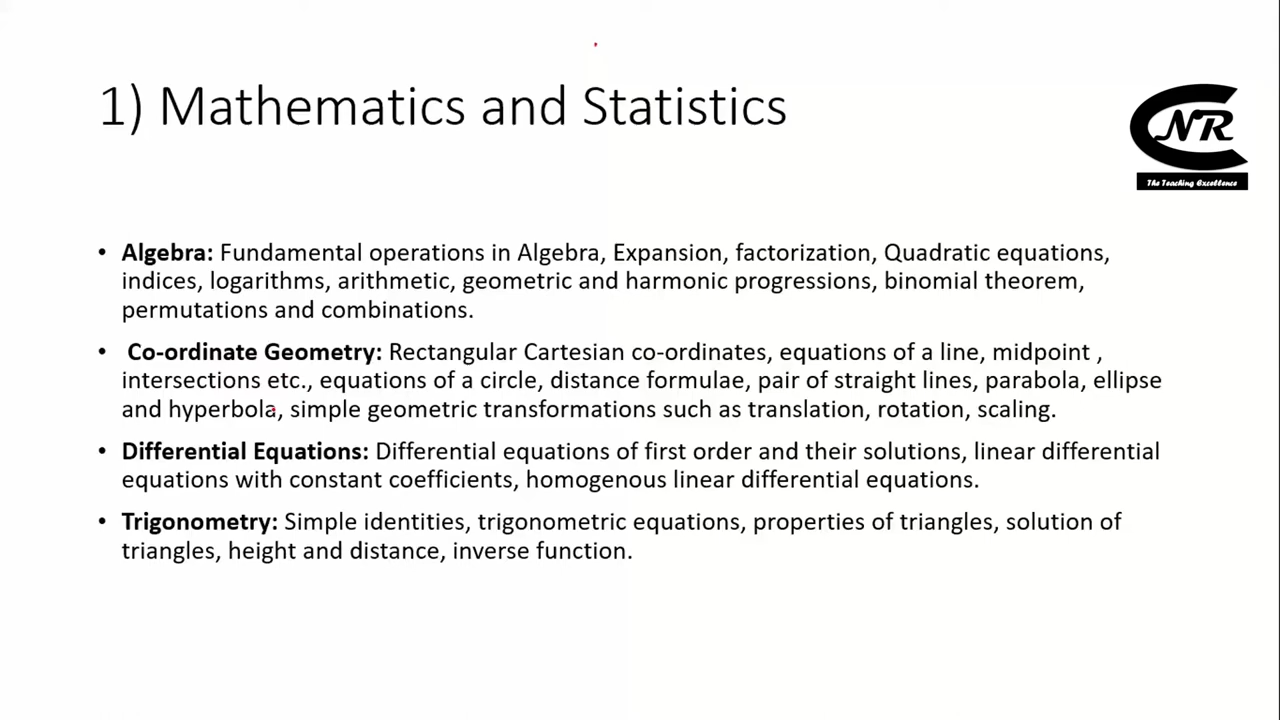 1) Mathematics and Statistics
CNR
The Teaching Excellence
• Algebra: Fundamental operations in Algebra, Expansion, factorization, Quadratic equations,
indices, logarithms, arithmetic, geometric and harmonic progressions, binomial theorem,
permutations and combinations.
• Co-ordinate Geometry: Rectangular Cartesian co-ordinates, equations of a line, midpoint ,
intersections etc., equations of a circle, distance formulae, pair of straight lines, parabola, ellipse
and hyperbola, simple geometric transformations such as translation, rotation, scaling.
• Differential Equations: Differential equations of first order and their solutions, linear differential
equations with constant coefficients, homogenous linear differential equations.
• Trigonometry: Simple identities, trigonometric equations, properties of triangles, solution of
triangles, height and distance, inverse function.